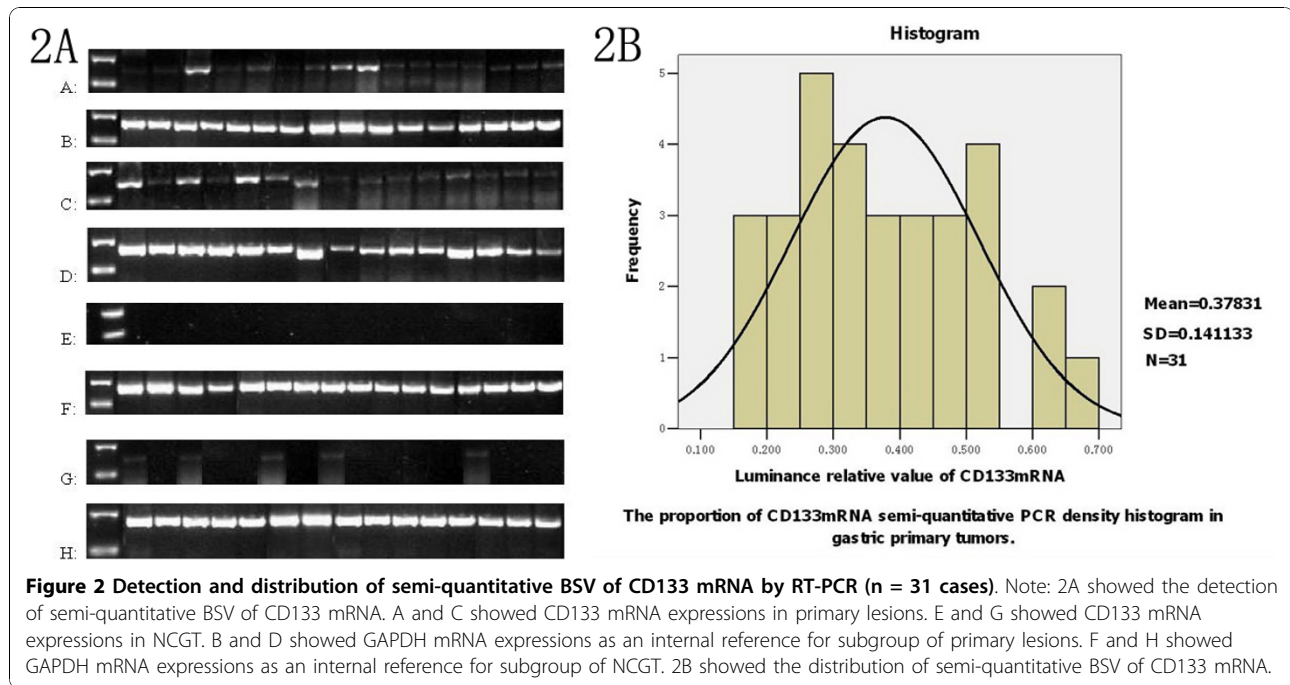 2A
A:
B:
C:
D:
E:
F:
G:
H:
2B
Histogram
Frequency
5
4
3
2
1
0
0.100 0.200 0.300 0.400 0.500 0.600 0.700
Luminance relative value of CD133mRNA
Mean=0.37831
SD=0.141133
N=31
The proportion of CD133mRNA semi-quantitative PCR density histogram in
gastric primary tumors.
Figure 2 Detection and distribution of semi-quantitative BSV of CD133 mRNA by RT-PCR (n = 31 cases). Note: 2A showed the detection
of semi-quantitative BSV of CD133 mRNA. A and C showed CD133 mRNA expressions in primary lesions. E and G showed CD133 mRNA
expressions in NCGT. B and D showed GAPDH mRNA expressions as an internal reference for subgroup of primary lesions. F and H showed
GAPDH mRNA expressions as an internal reference for subgroup of NCGT. 2B showed the distribution of semi-quantitative BSV of CD133 mRNA.